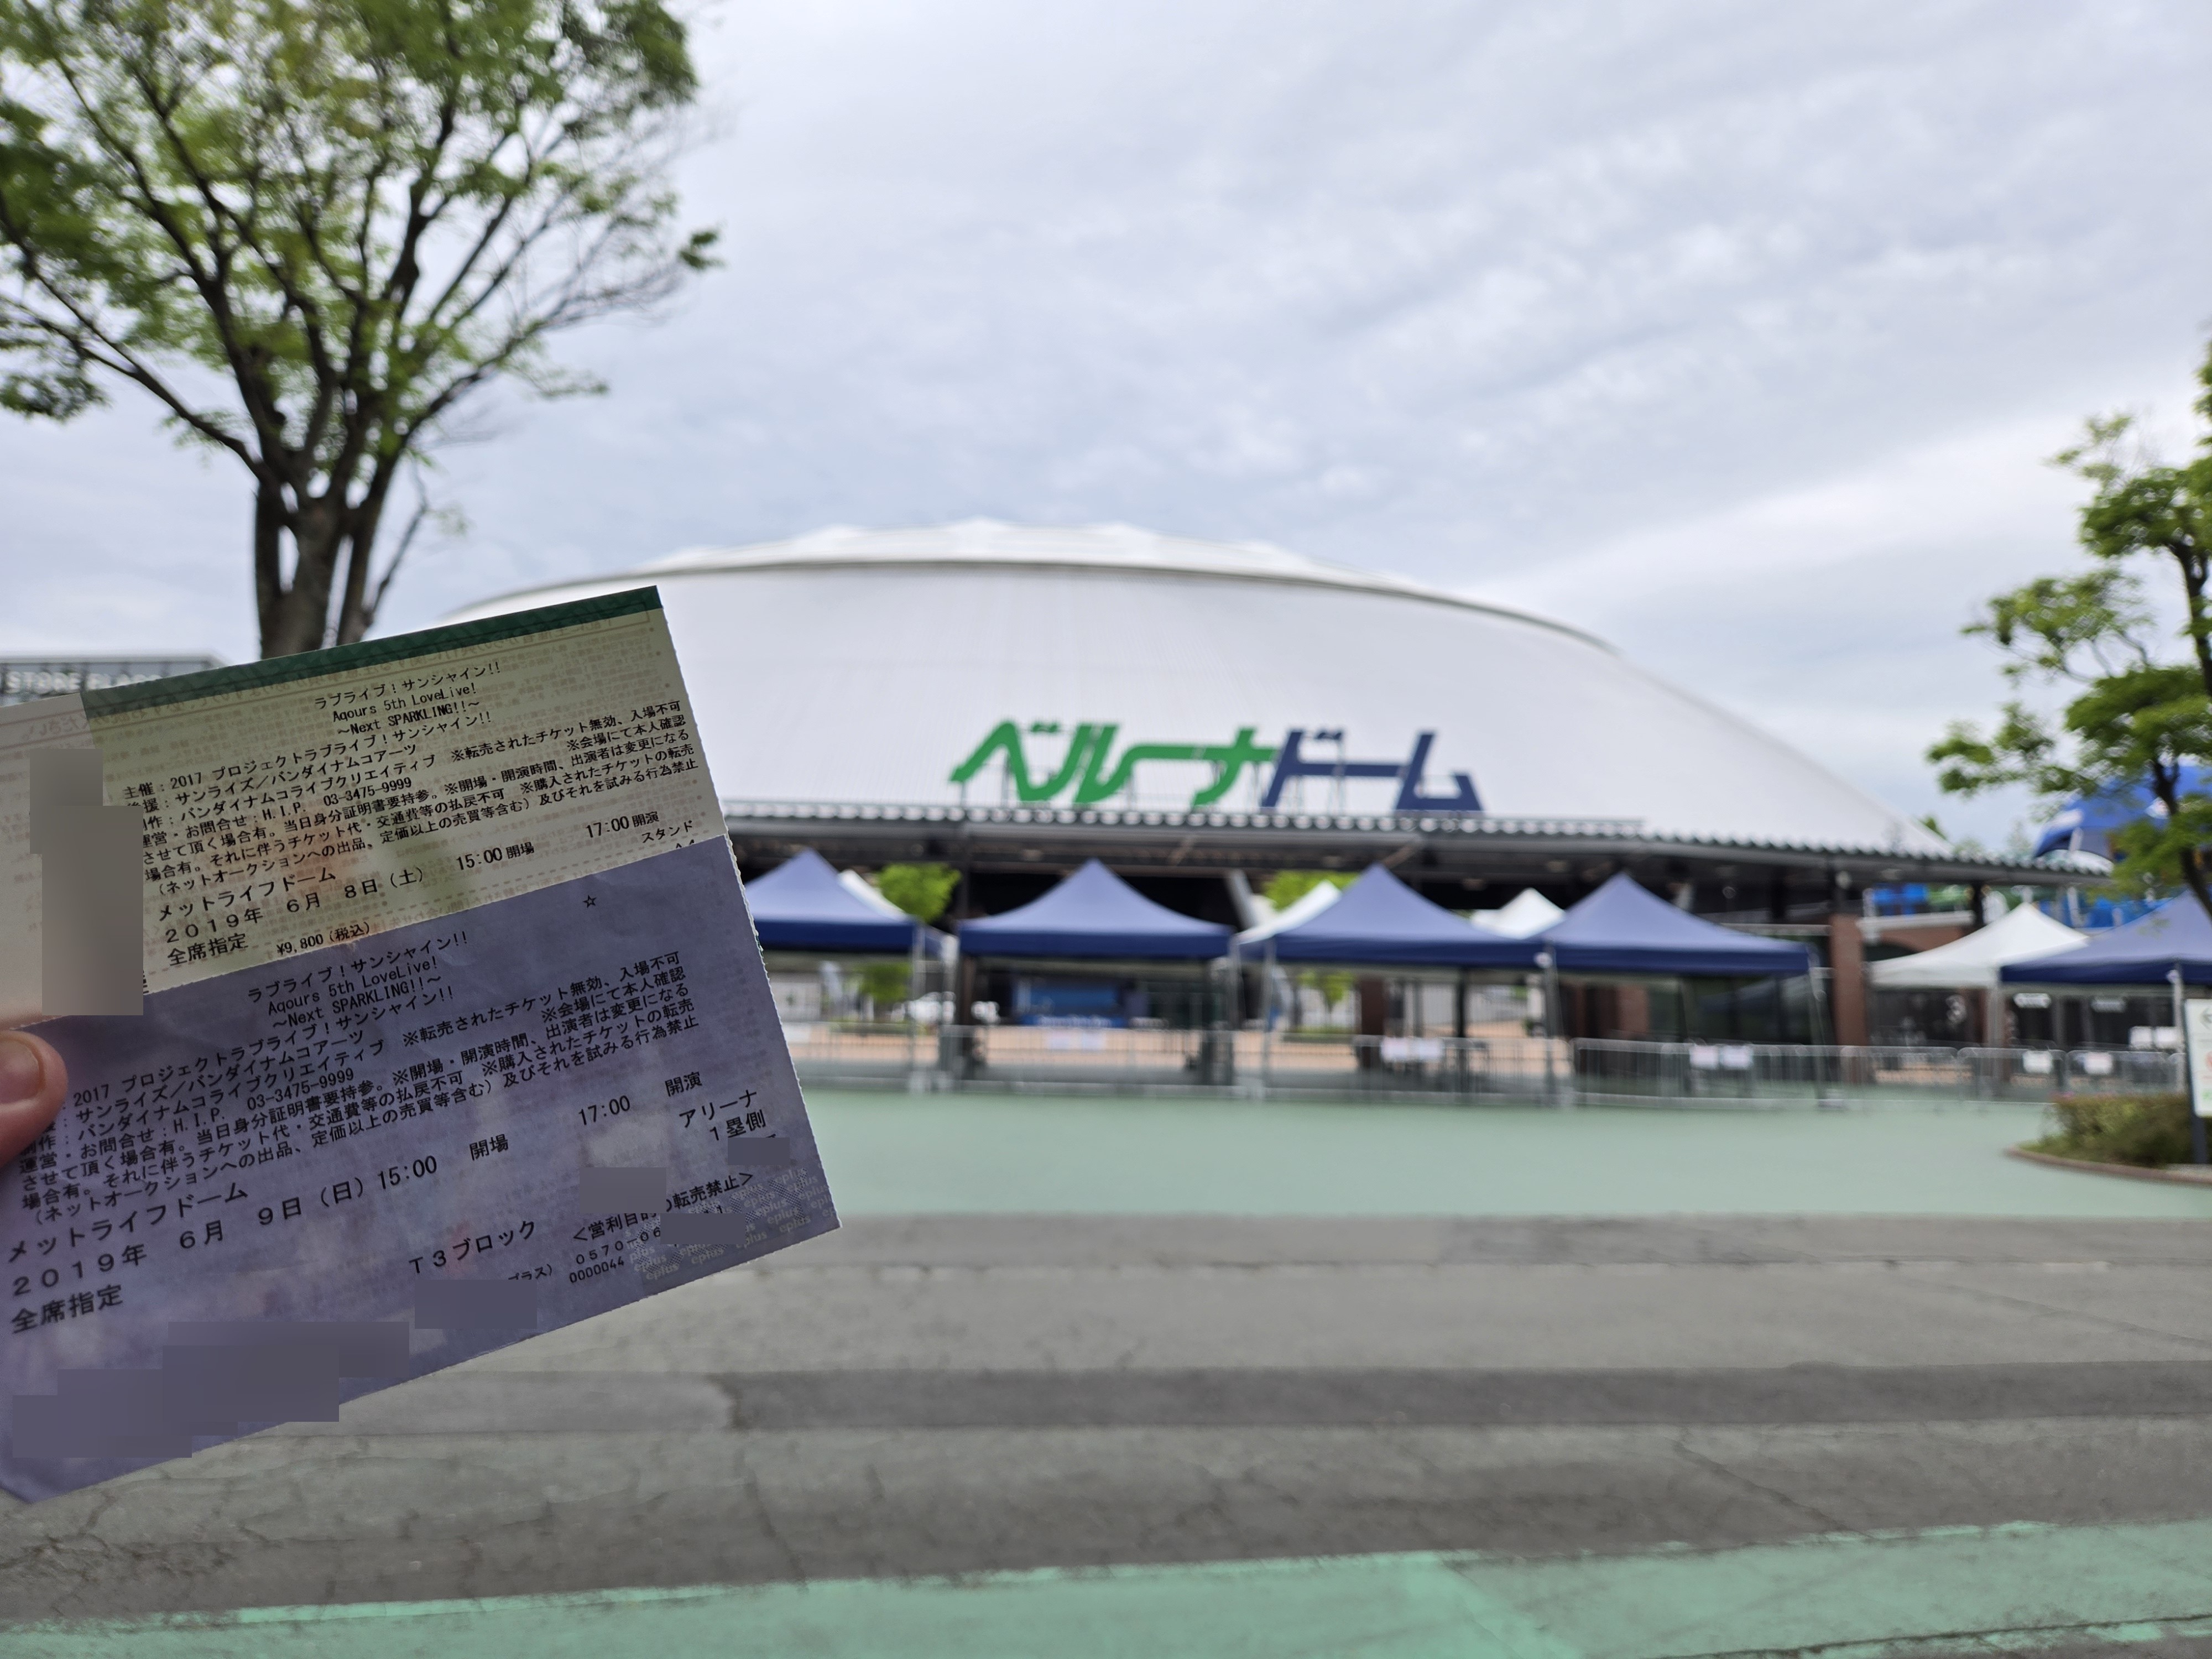 ベルーナドーム
ラブライブ！サンシャイン!!
Aqours 5th LoveLive!
～Next SPARKLING!!～
主催：2017 プロジェクトラブライブ！サンシャイン!!
後援：サンライズ／バンダイナムコアーツ
制作：バンダイナムコライブクリエイティブ ※転売されたチケット無効、入場不可
運営・お問合せ：H.I.P. 03-3475-9999 ※会場にて本人確認
させて頂く場合有。当日身分証明書要持参。※開場・開演時間、出演者は変更になる
場合有。それに伴うチケット代・交通費等の払戻不可 ※購入されたチケットの転売
（ネットオークションへの出品、定価以上の売買等含む）及びそれを試みる行為禁止
メットライフドーム
2019年 6月 8日（土） 15:00開場 17:00開演
全席指定 ¥9,800（税込） スタンド
☆
ラブライブ！サンシャイン!!
Aqours 5th LoveLive!
～Next SPARKLING!!～
：2017 プロジェクトラブライブ！サンシャイン!!
：サンライズ／バンダイナムコアーツ
制作：バンダイナムコライブクリエイティブ ※転売されたチケット無効、入場不可
運営・お問合せ：H.I.P. 03-3475-9999 ※会場にて本人確認
させて頂く場合有。当日身分証明書要持参。※開場・開演時間、出演者は変更になる
場合有。それに伴うチケット代・交通費等の払戻不可 ※購入されたチケットの転売
（ネットオークションへの出品、定価以上の売買等含む）及びそれを試みる行為禁止
メットライフドーム
2019年 6月 9日（日）15:00 開場 17:00 開演
全席指定 アリーナ
1塁側
T3ブロック
＜営利目的の転売禁止＞
0570-06
プラス） 0000044
eplus eplus eplus